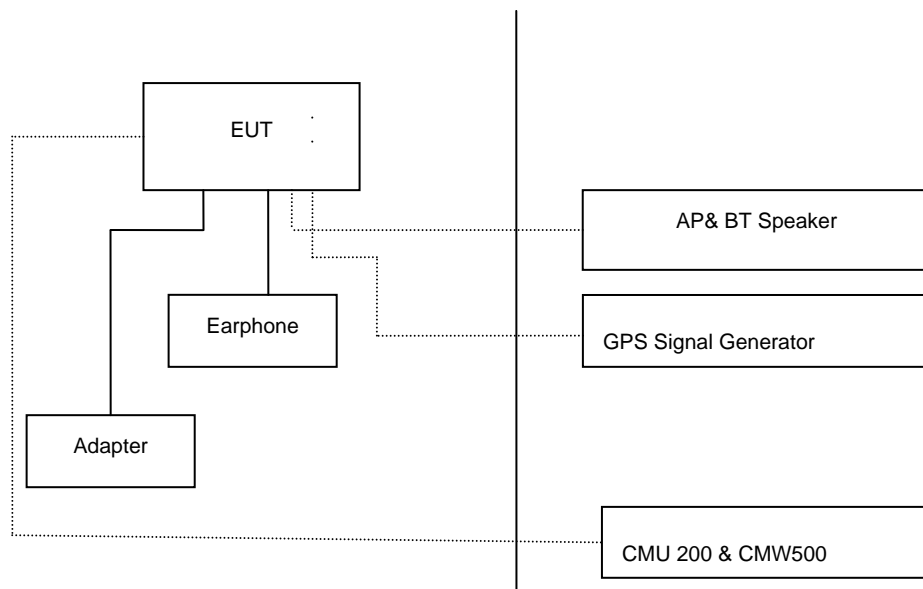 EUT
AP& BT Speaker
Earphone
GPS Signal Generator
Adapter
CMU 200 & CMW500